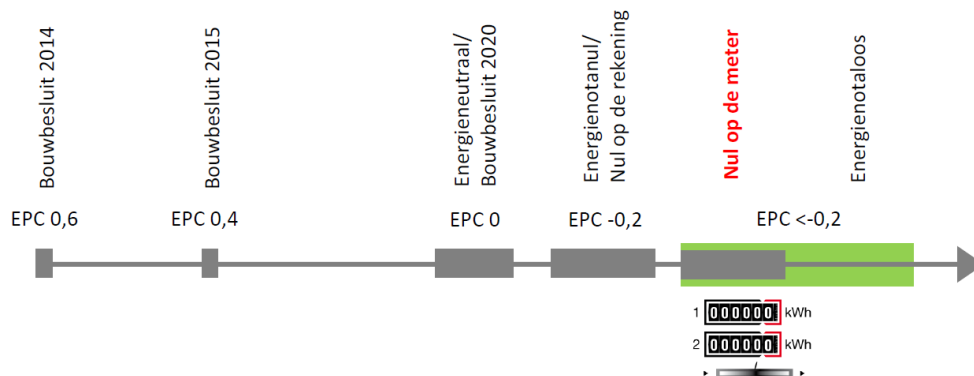 Bouwbesluit 2014
Bouwbesluit 2015
Energieneutraal/
Bouwbesluit 2020
Energienotanul/
Nul op de rekening
Nul op de meter
Energienotaloos
EPC 0,6
EPC 0,4
EPC 0
EPC -0,2
EPC <-0,2
1 000000 kWh
2 000000 kWh